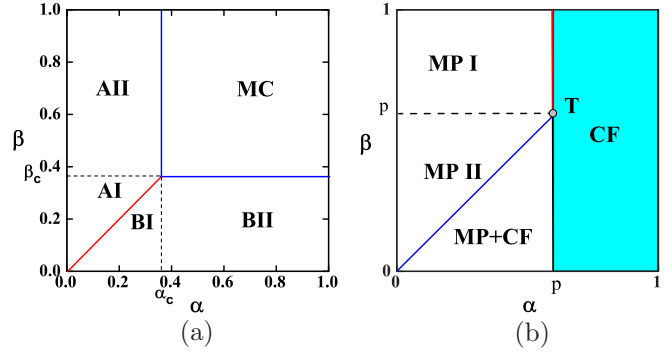 1.0
0.8
0.6
0.4
0.2
0.0
β
βc
AII
MC
AI
BI
BII
0.0 0.2 0.4 0.6 0.8 1.0
αc α
(a)
1
p
β
0
MP I
T
CF
MP II
MP+CF
0 p 1
α
(b)